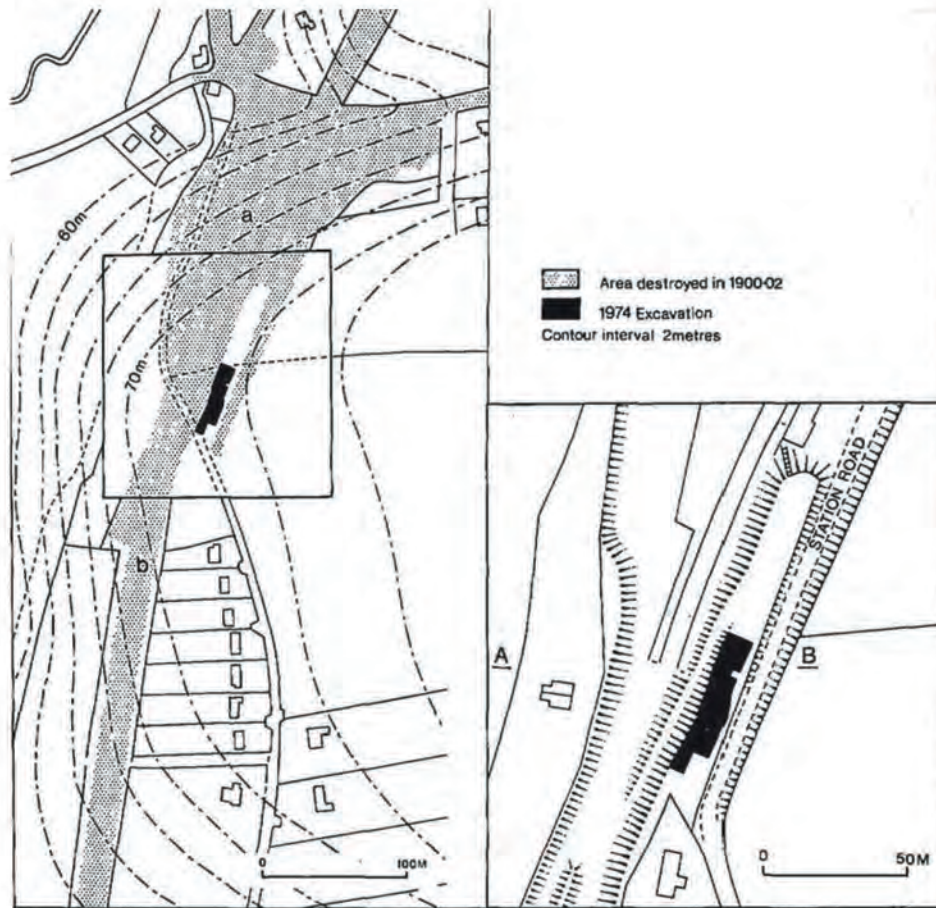 a
60m
70m
b
0 100M
Area destroyed in 1900-02
1974 Excavation
Contour interval 2metres
STATION ROAD
A B
0 50M